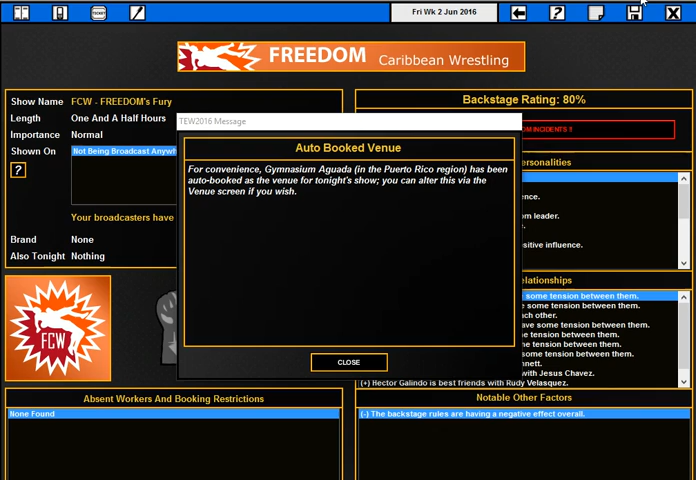 Fri Wk 2 Jun 2016
TICKET
FREEDOM Caribbean Wrestling
Show Name FCW - FREEDOM's Fury
Length One And A Half Hours
Importance Normal
Shown On Not Being Broadcast Anywh
?
Your broadcasters have
Brand None
Also Tonight Nothing
FCW
Backstage Rating: 80%
OM INCIDENTS !!
ersonalities
ence.
om leader.
e.
sitive influence.
elationships
some tension between them.
e some tension between them.
ach other.
ave some tension between them.
ne tension between them.
some tension between them.
nnett.
with Jesus Chavez.
(+) Hector Galindo is best friends with Rudy Velasquez.
TEW2016 Message
Auto Booked Venue
For convenience, Gymnasium Aguada (in the Puerto Rico region) has been
auto-booked as the venue for tonight's show; you can alter this via the
Venue screen if you wish.
CLOSE
Absent Workers And Booking Restrictions
None Found
Notable Other Factors
(-) The backstage rules are having a negative effect overall.